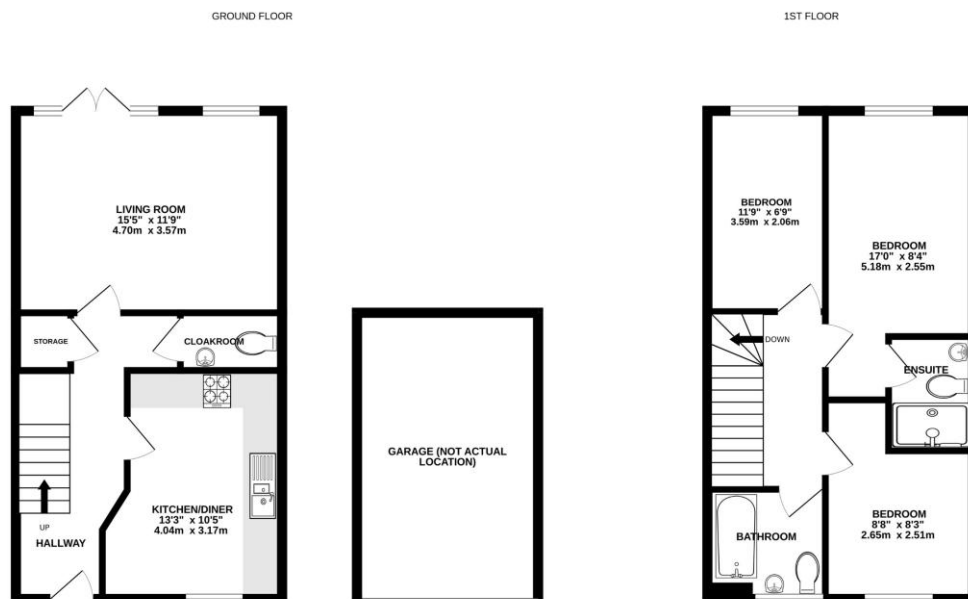 GROUND FLOOR
1ST FLOOR
LIVING ROOM
15'5" x 11'9"
4.70m x 3.57m
STORAGE
CLOAKROOM
KITCHEN/DINER
13'3" x 10'5"
4.04m x 3.17m
UP
HALLWAY
GARAGE (NOT ACTUAL
LOCATION)
BEDROOM
11'9" x 6'9"
3.59m x 2.06m
BEDROOM
17'0" x 8'4"
5.18m x 2.55m
DOWN
ENSUITE
BATHROOM
BEDROOM
8'8" x 8'3"
2.65m x 2.51m